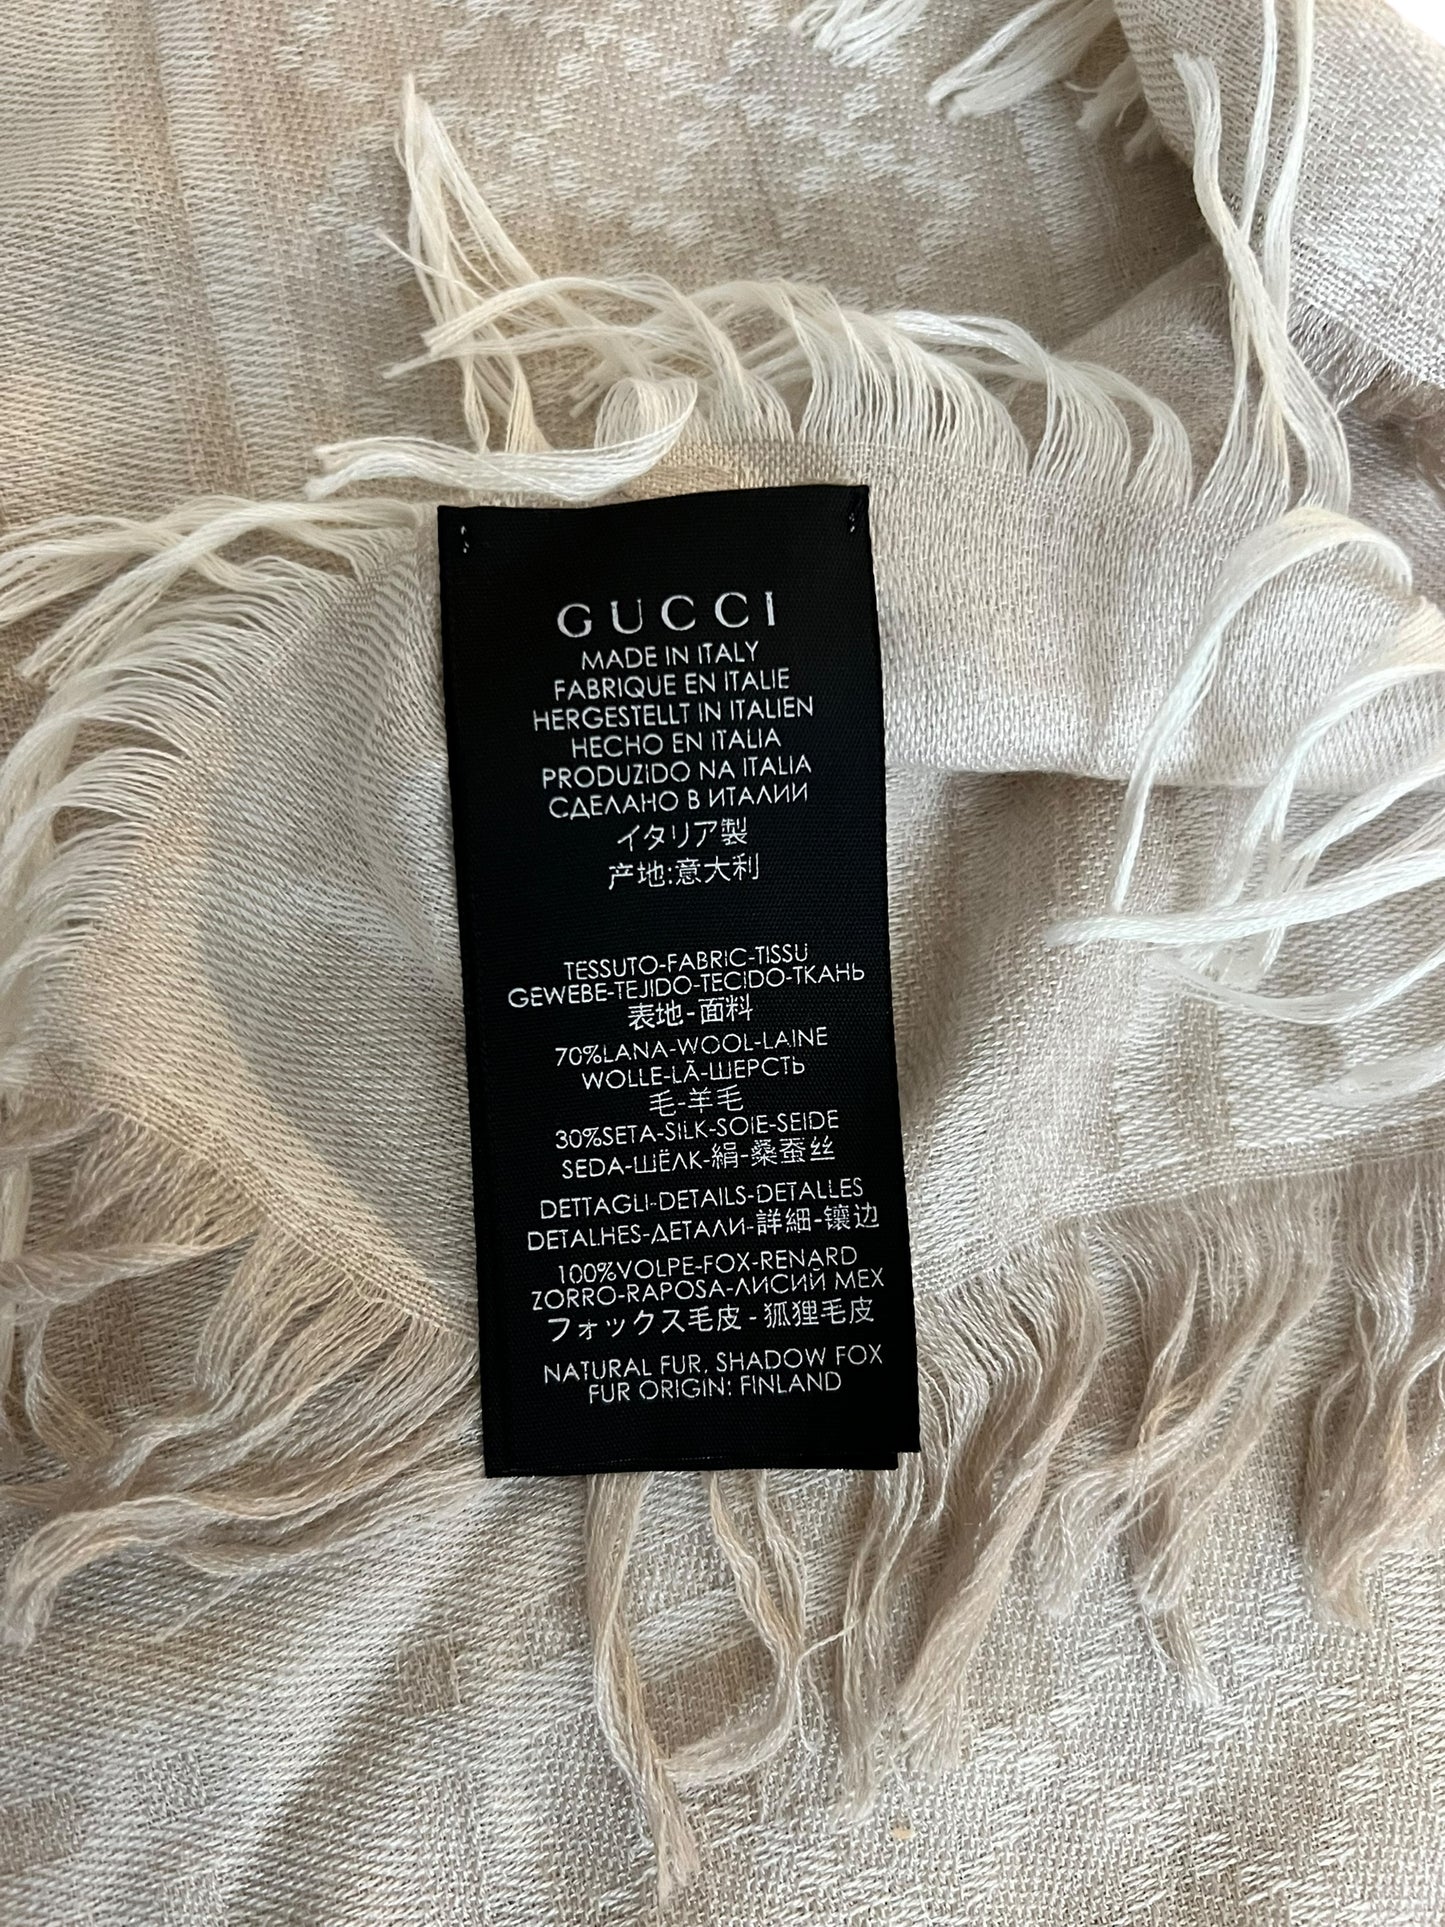 GUCCI
MADE IN ITALY
FABRIQUE EN ITALIE
HERGESTELLT IN ITALIEN
HECHO EN ITALIA
PRODUZIDO NA ITALIA
СДЕЛАНО В ИТАЛИИ
イタリア製
产地:意大利
TESSUTO-FABRIC-TISSU
GEWEBE-TEJIDO-TECIDO-ТКАНЬ
表地-面料
70%LANA-WOOL-LAINE
WOLLE-LÃ-ШЕРСТЬ
毛-羊毛
30%SETA-SILK-SOIE-SEIDE
SEDA-ШЁЛК-絹-桑蚕丝
DETTAGLI-DETAILS-DETALLES
DETALHES-ДЕТАЛИ-詳細-镶边
100%VOLPE-FOX-RENARD
ZORRO-RAPOSA-ЛИСИЙ МЕХ
フォックス毛皮-狐狸毛皮
NATURAL FUR, SHADOW FOX
FUR ORIGIN: FINLAND